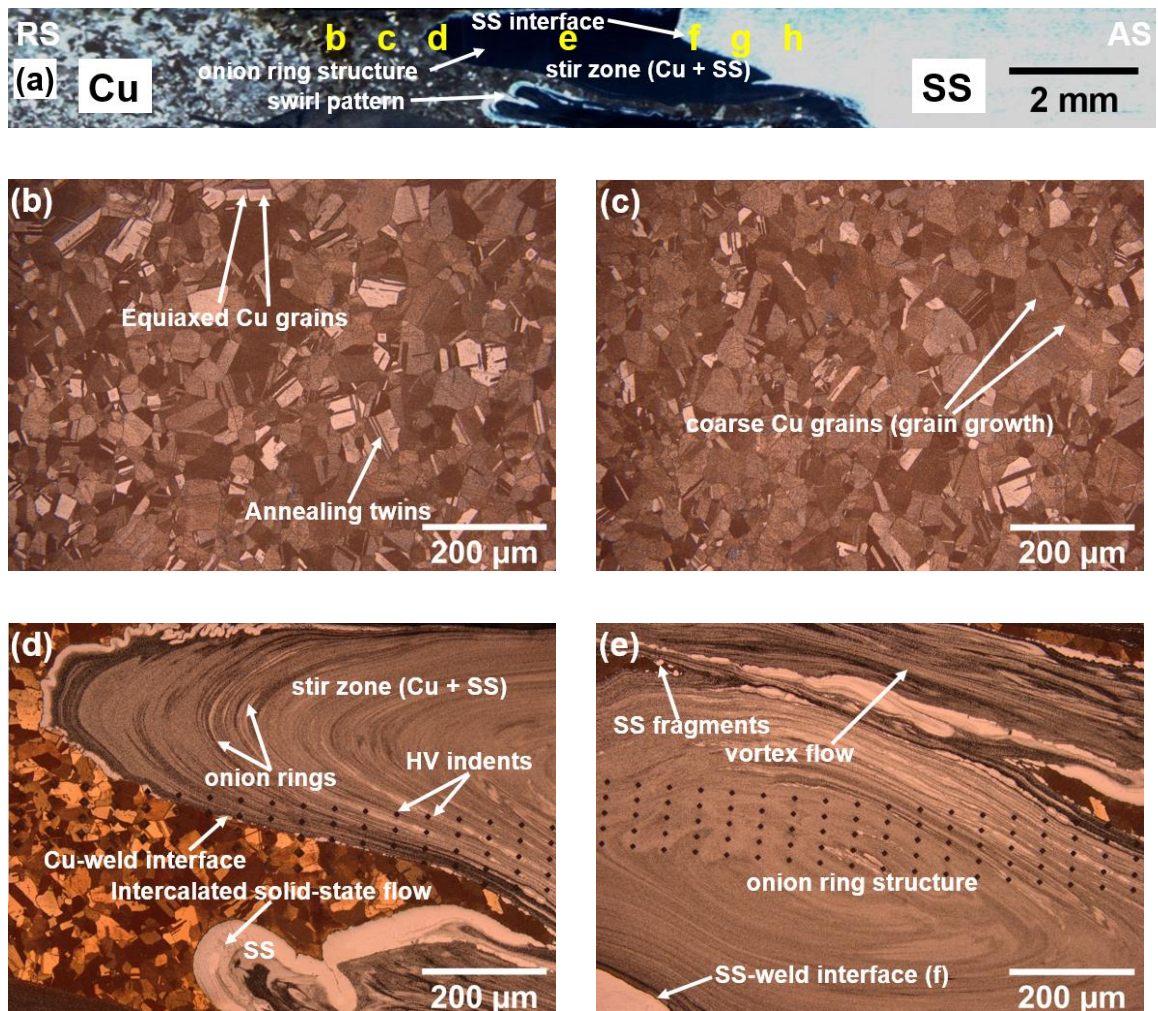 RS
b c d e f g h
AS
SS interface
onion ring structure
stir zone (Cu + SS)
swirl pattern
(a)
Cu
SS
2 mm
(b)
Equiaxed Cu grains
Annealing twins
200 µm
(c)
coarse Cu grains (grain growth)
200 µm
(d)
stir zone (Cu + SS)
onion rings
HV indents
Cu-weld interface
Intercalated solid-state flow
SS
200 µm
(e)
SS fragments
vortex flow
onion ring structure
SS-weld interface (f)
200 µm